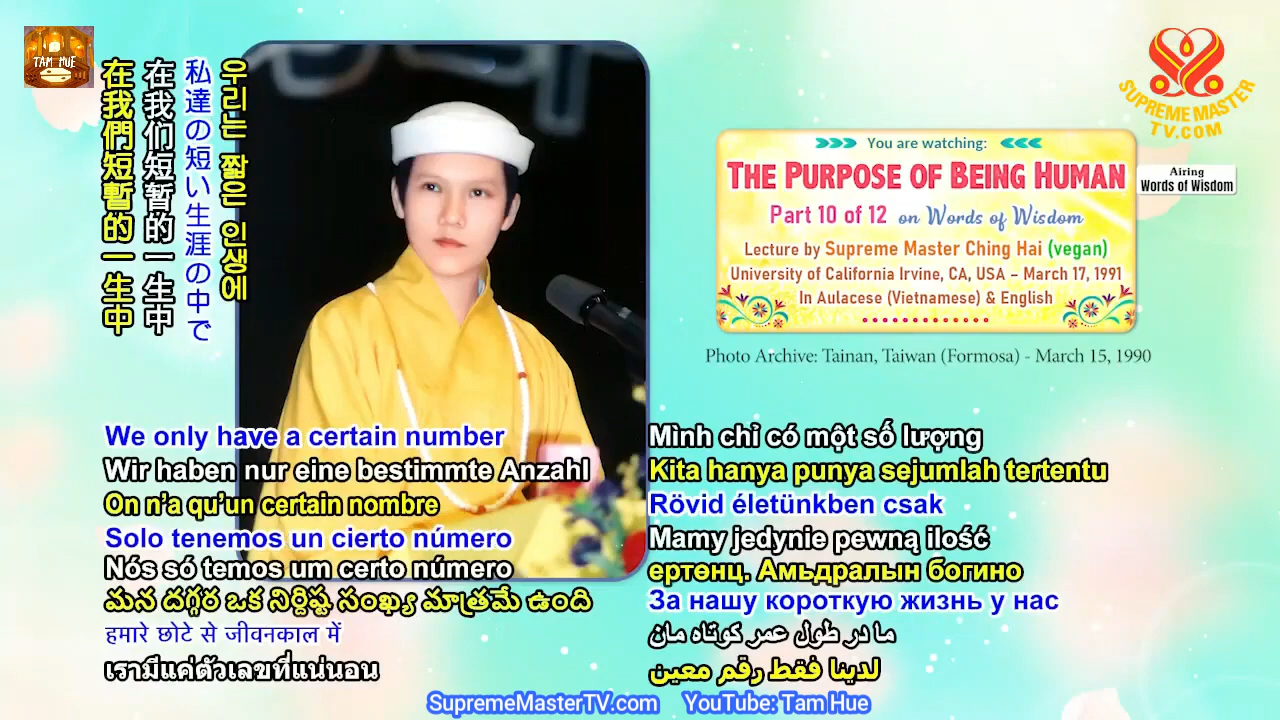 TAM HUE
在我們短暫的一生中
在我们短暂的一生中
私達の短い生涯の中で
우리는 짧은 인생에
SUPREME MASTER
TV.COM
You are watching:
THE PURPOSE OF BEING HUMAN
Part 10 of 12 on Words of Wisdom
Lecture by Supreme Master Ching Hai (vegan)
University of California Irvine, CA, USA – March 17, 1991
In Aulacese (Vietnamese) & English
Airing
Words of Wisdom
Photo Archive: Tainan, Taiwan (Formosa) - March 15, 1990
We only have a certain number
Wir haben nur eine bestimmte Anzahl
On n’a qu’un certain nombre
Solo tenemos un cierto número
Nós só temos um certo número
మన దగ్గర ఒక నిర్దిష్ట సంఖ్య మాత్రమే ఉంది
हमारे छोटे से जीवनकाल में
เรามีแค่ตัวเลขที่แน่นอน
Mình chỉ có một số lượng
Kita hanya punya sejumlah tertentu
Rövid életünkben csak
Mamy jedynie pewną ilość
ертөнц. Амьдралын богино
За нашу короткую жизнь у нас
ما در طول عمر کوتاه مان
لدينا فقط رقم معين
SupremeMasterTV.com YouTube: Tam Hue